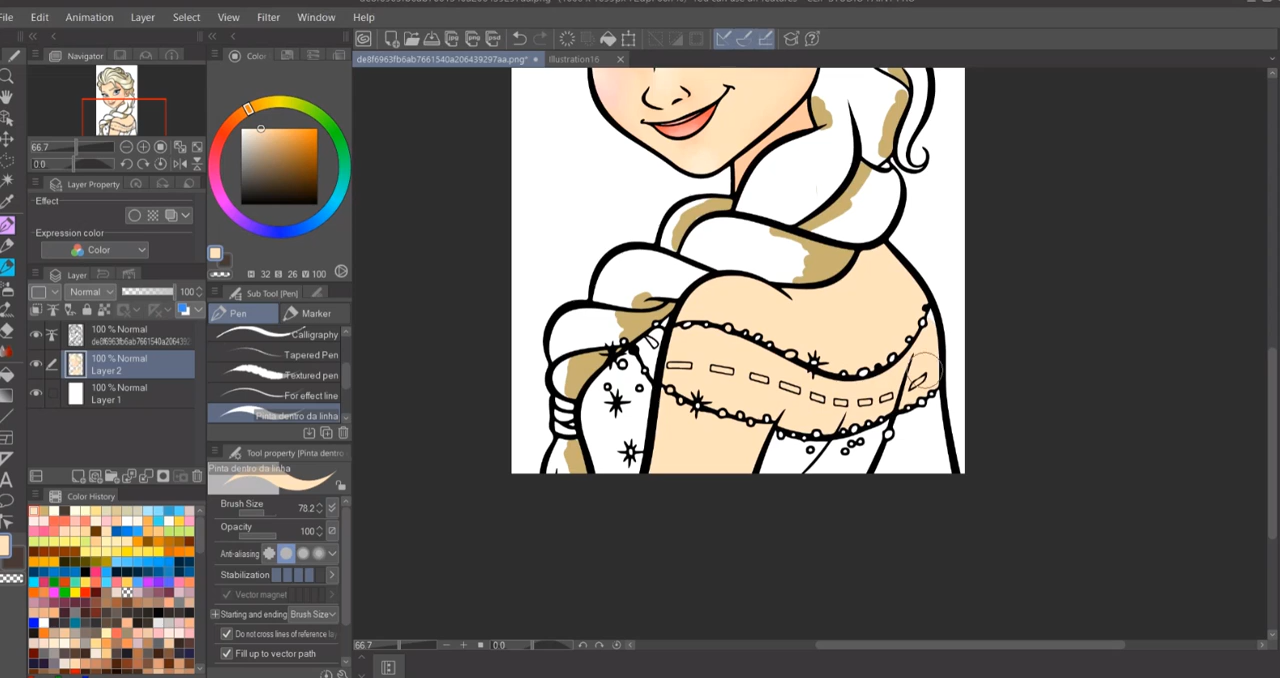 File Edit Animation Layer Select View Filter Window Help
Navigator
Color
de8f6963fb6ab7661540a206439297aa.png*
Illustration16
66.7
0.0
Layer Property
Effect
Expression color
Color
H 32 S 26 V 100
Layer
Normal 100
100 % Normal
de8f6963fb6ab7661540a2064392
100 % Normal
Layer 2
100 % Normal
Layer 1
Sub Tool [Pen]
Pen Marker
Calligraphy
Tapered Pen
Textured pen
For effect line
Pinta dentro da linha
Tool property [Pinta dentro
Pinta dentro da linha
Brush Size 78.2
Opacity 100
Anti-aliasing
Stabilization
Vector magnet
Starting and ending Brush Size
Do not cross lines of reference la
Fill up to vector path
Color History
66.7 0.0